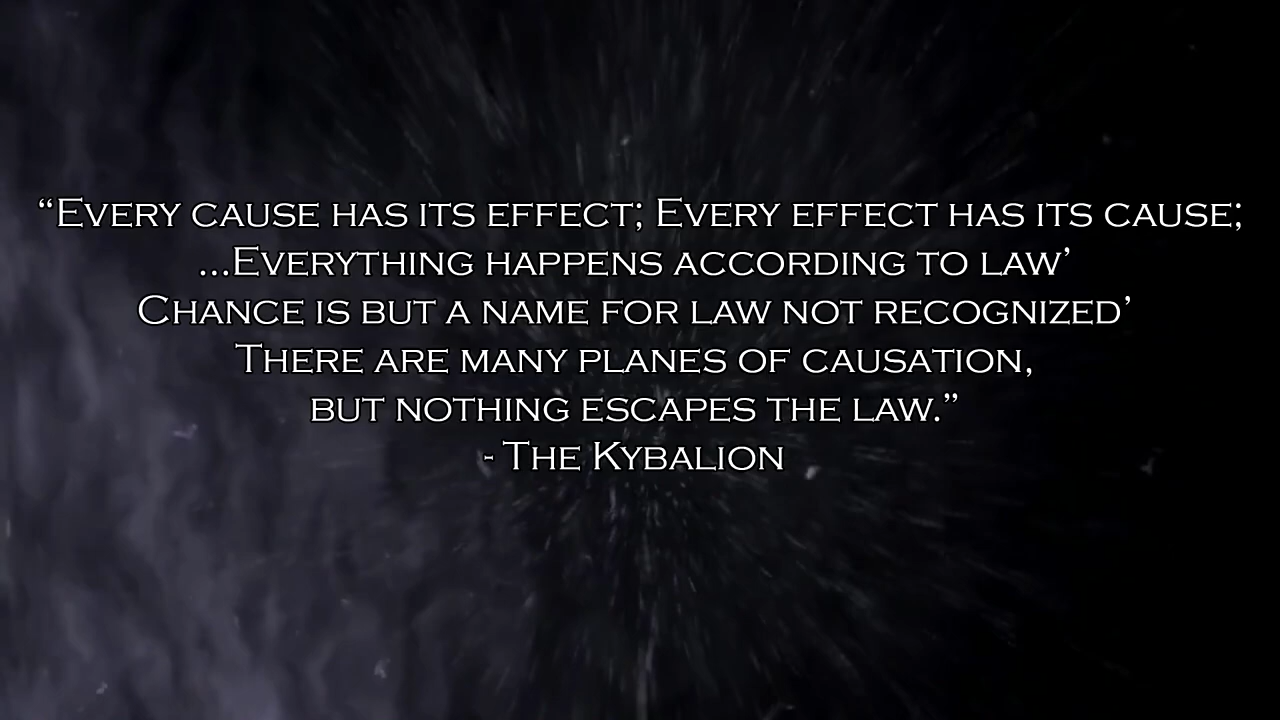 “Every cause has its effect; Every effect has its cause;
...Everything happens according to law’
Chance is but a name for law not recognized’
There are many planes of causation,
but nothing escapes the law.”
- The Kybalion